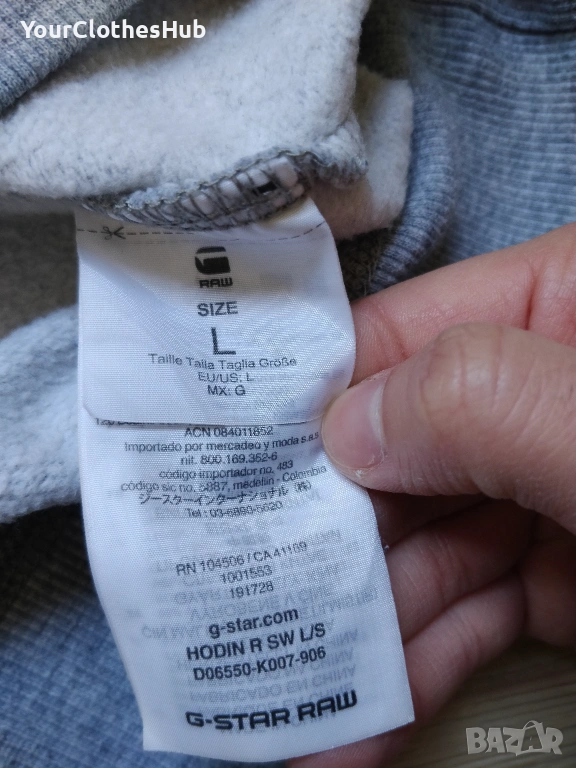 YourClothesHub
RAW
SIZE
L
Taille Talla Taglia Größe
EU/US: L
MX: G
ACN 084011852
Importado por mercadeo y moda s.a.s
nit. 800.169.352-6
código importador no. 483
código sic no. 5887, medellin - Colombia
ジースターインターナショナル (株)
Tel : 03-6890-5620
RN 104506 / CA 41169
1001553
191728
g-star.com
HODIN R SW L/S
D06550-K007-906
G-STAR RAW
BAZAR